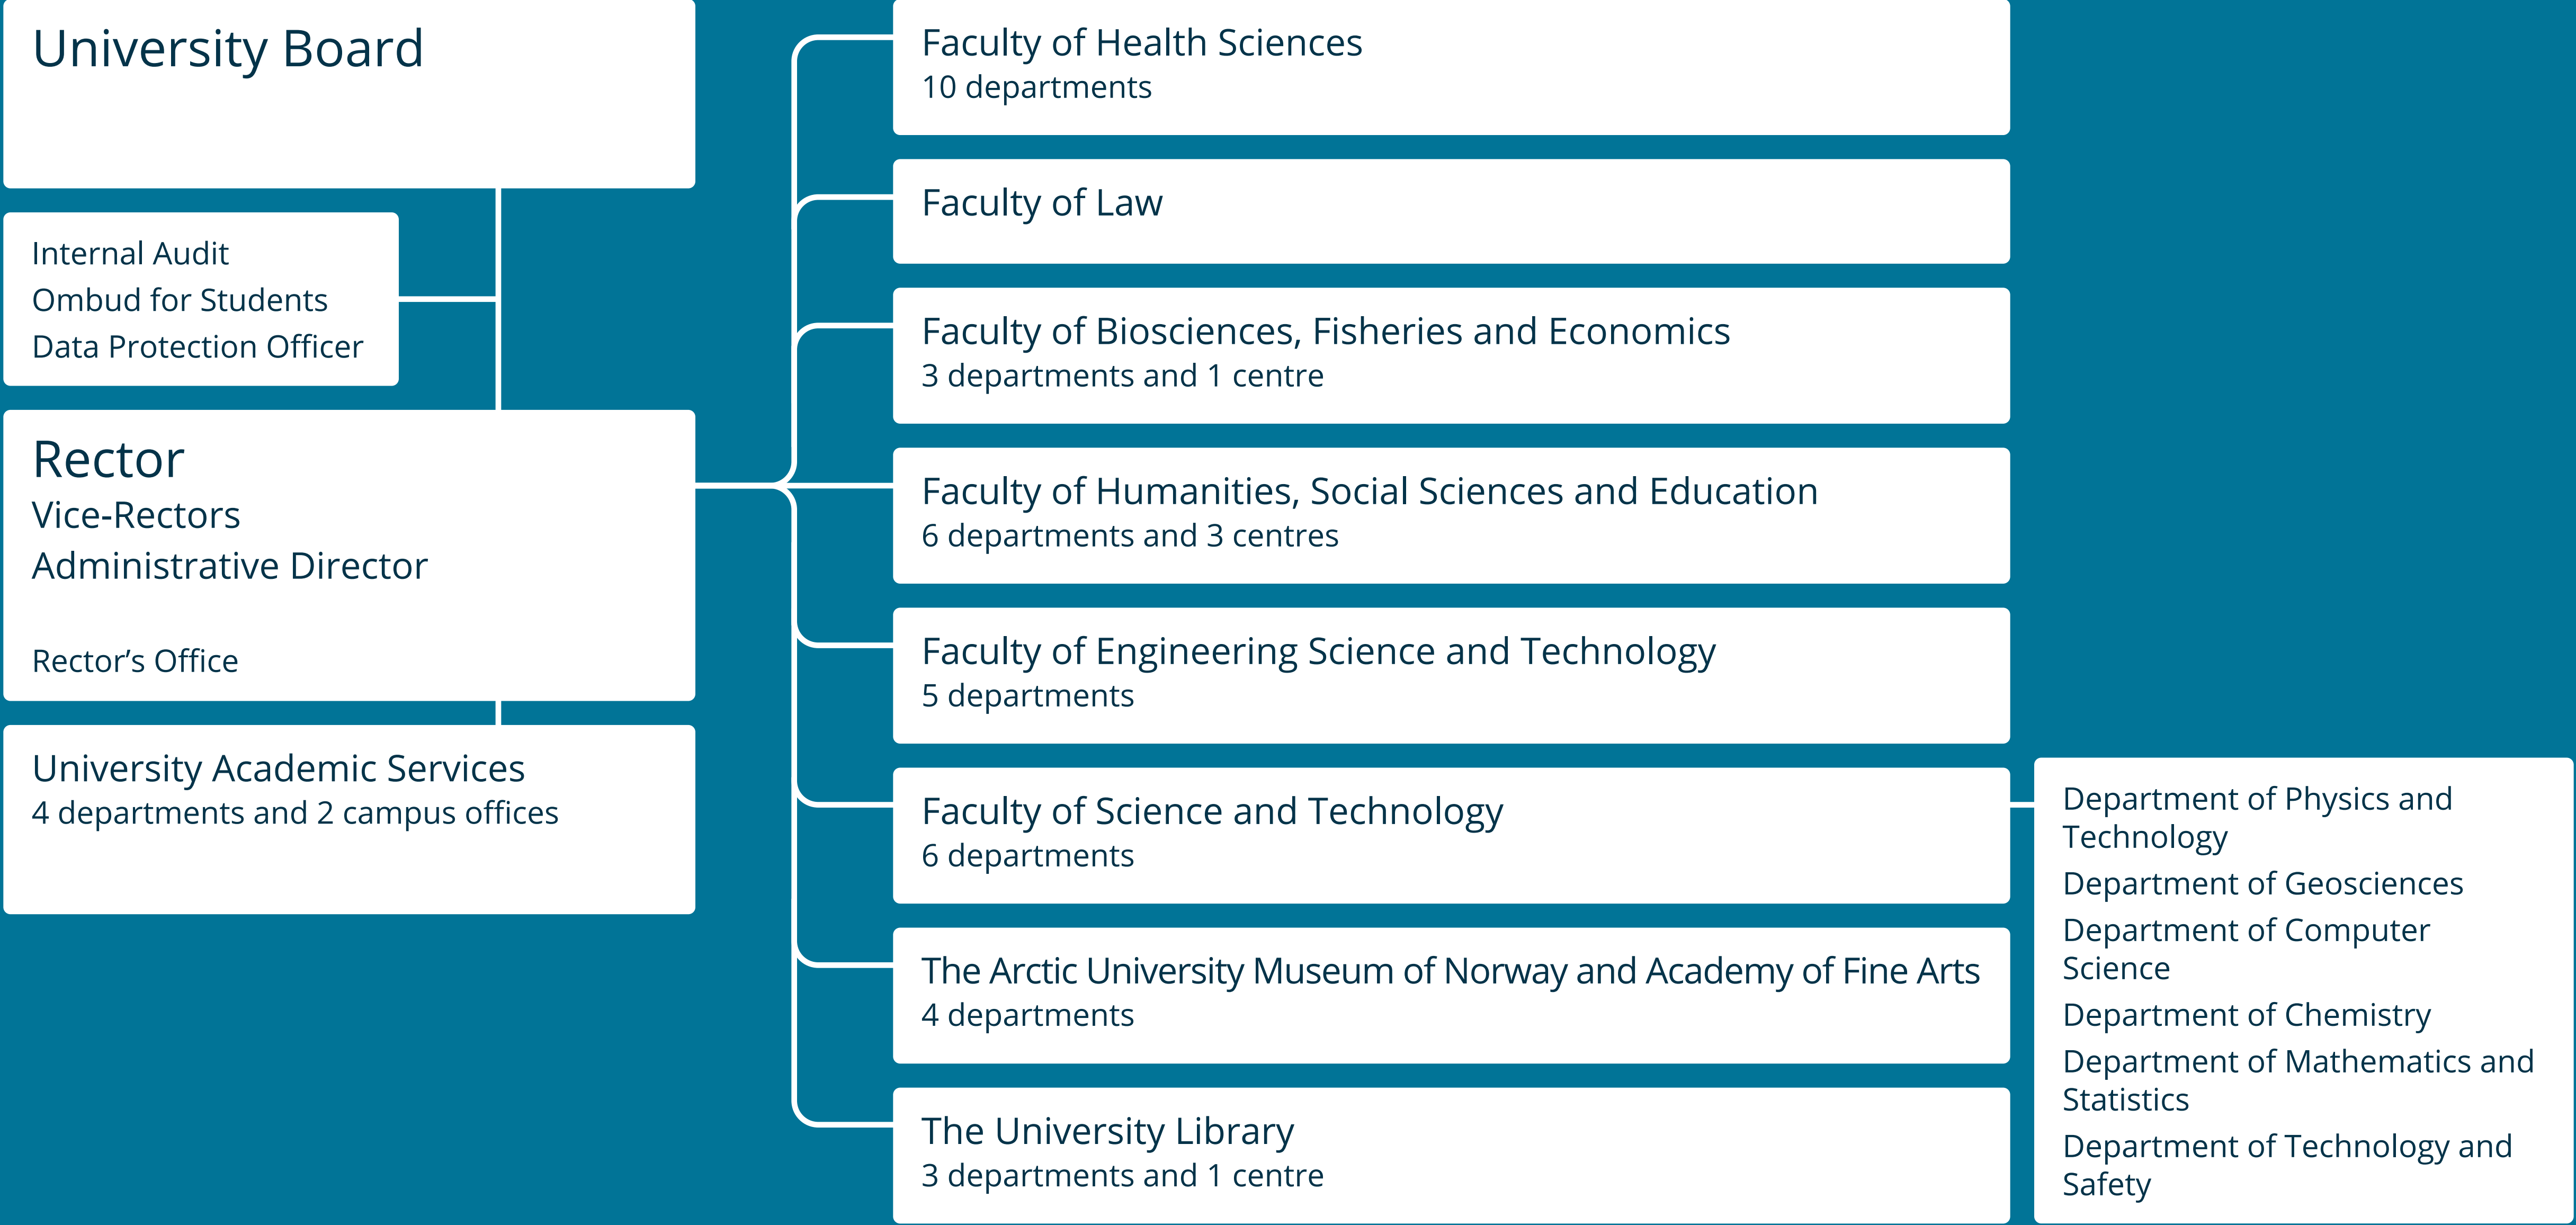 University Board
Internal Audit
Ombud for Students
Data Protection Officer
Rector
Vice-Rectors
Administrative Director
Rector’s Office
University Academic Services
4 departments and 2 campus offices
Faculty of Health Sciences
10 departments
Faculty of Law
Faculty of Biosciences, Fisheries and Economics
3 departments and 1 centre
Faculty of Humanities, Social Sciences and Education
6 departments and 3 centres
Faculty of Engineering Science and Technology
5 departments
Faculty of Science and Technology
6 departments
The Arctic University Museum of Norway and Academy of Fine Arts
4 departments
The University Library
3 departments and 1 centre
Department of Physics and
Technology
Department of Geosciences
Department of Computer
Science
Department of Chemistry
Department of Mathematics and
Statistics
Department of Technology and
Safety